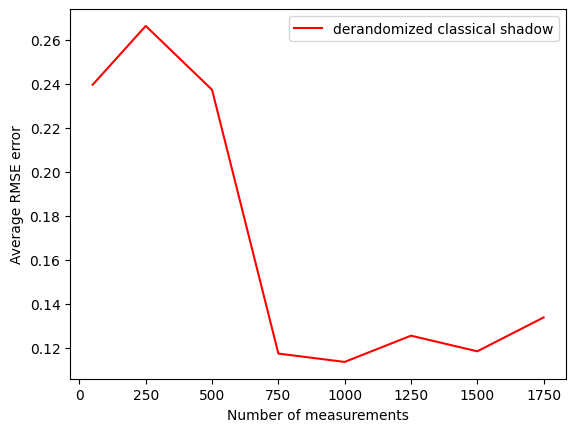 derandomized classical shadow
Average RMSE error
0.26
0.24
0.22
0.20
0.18
0.16
0.14
0.12
0 250 500 750 1000 1250 1500 1750
Number of measurements